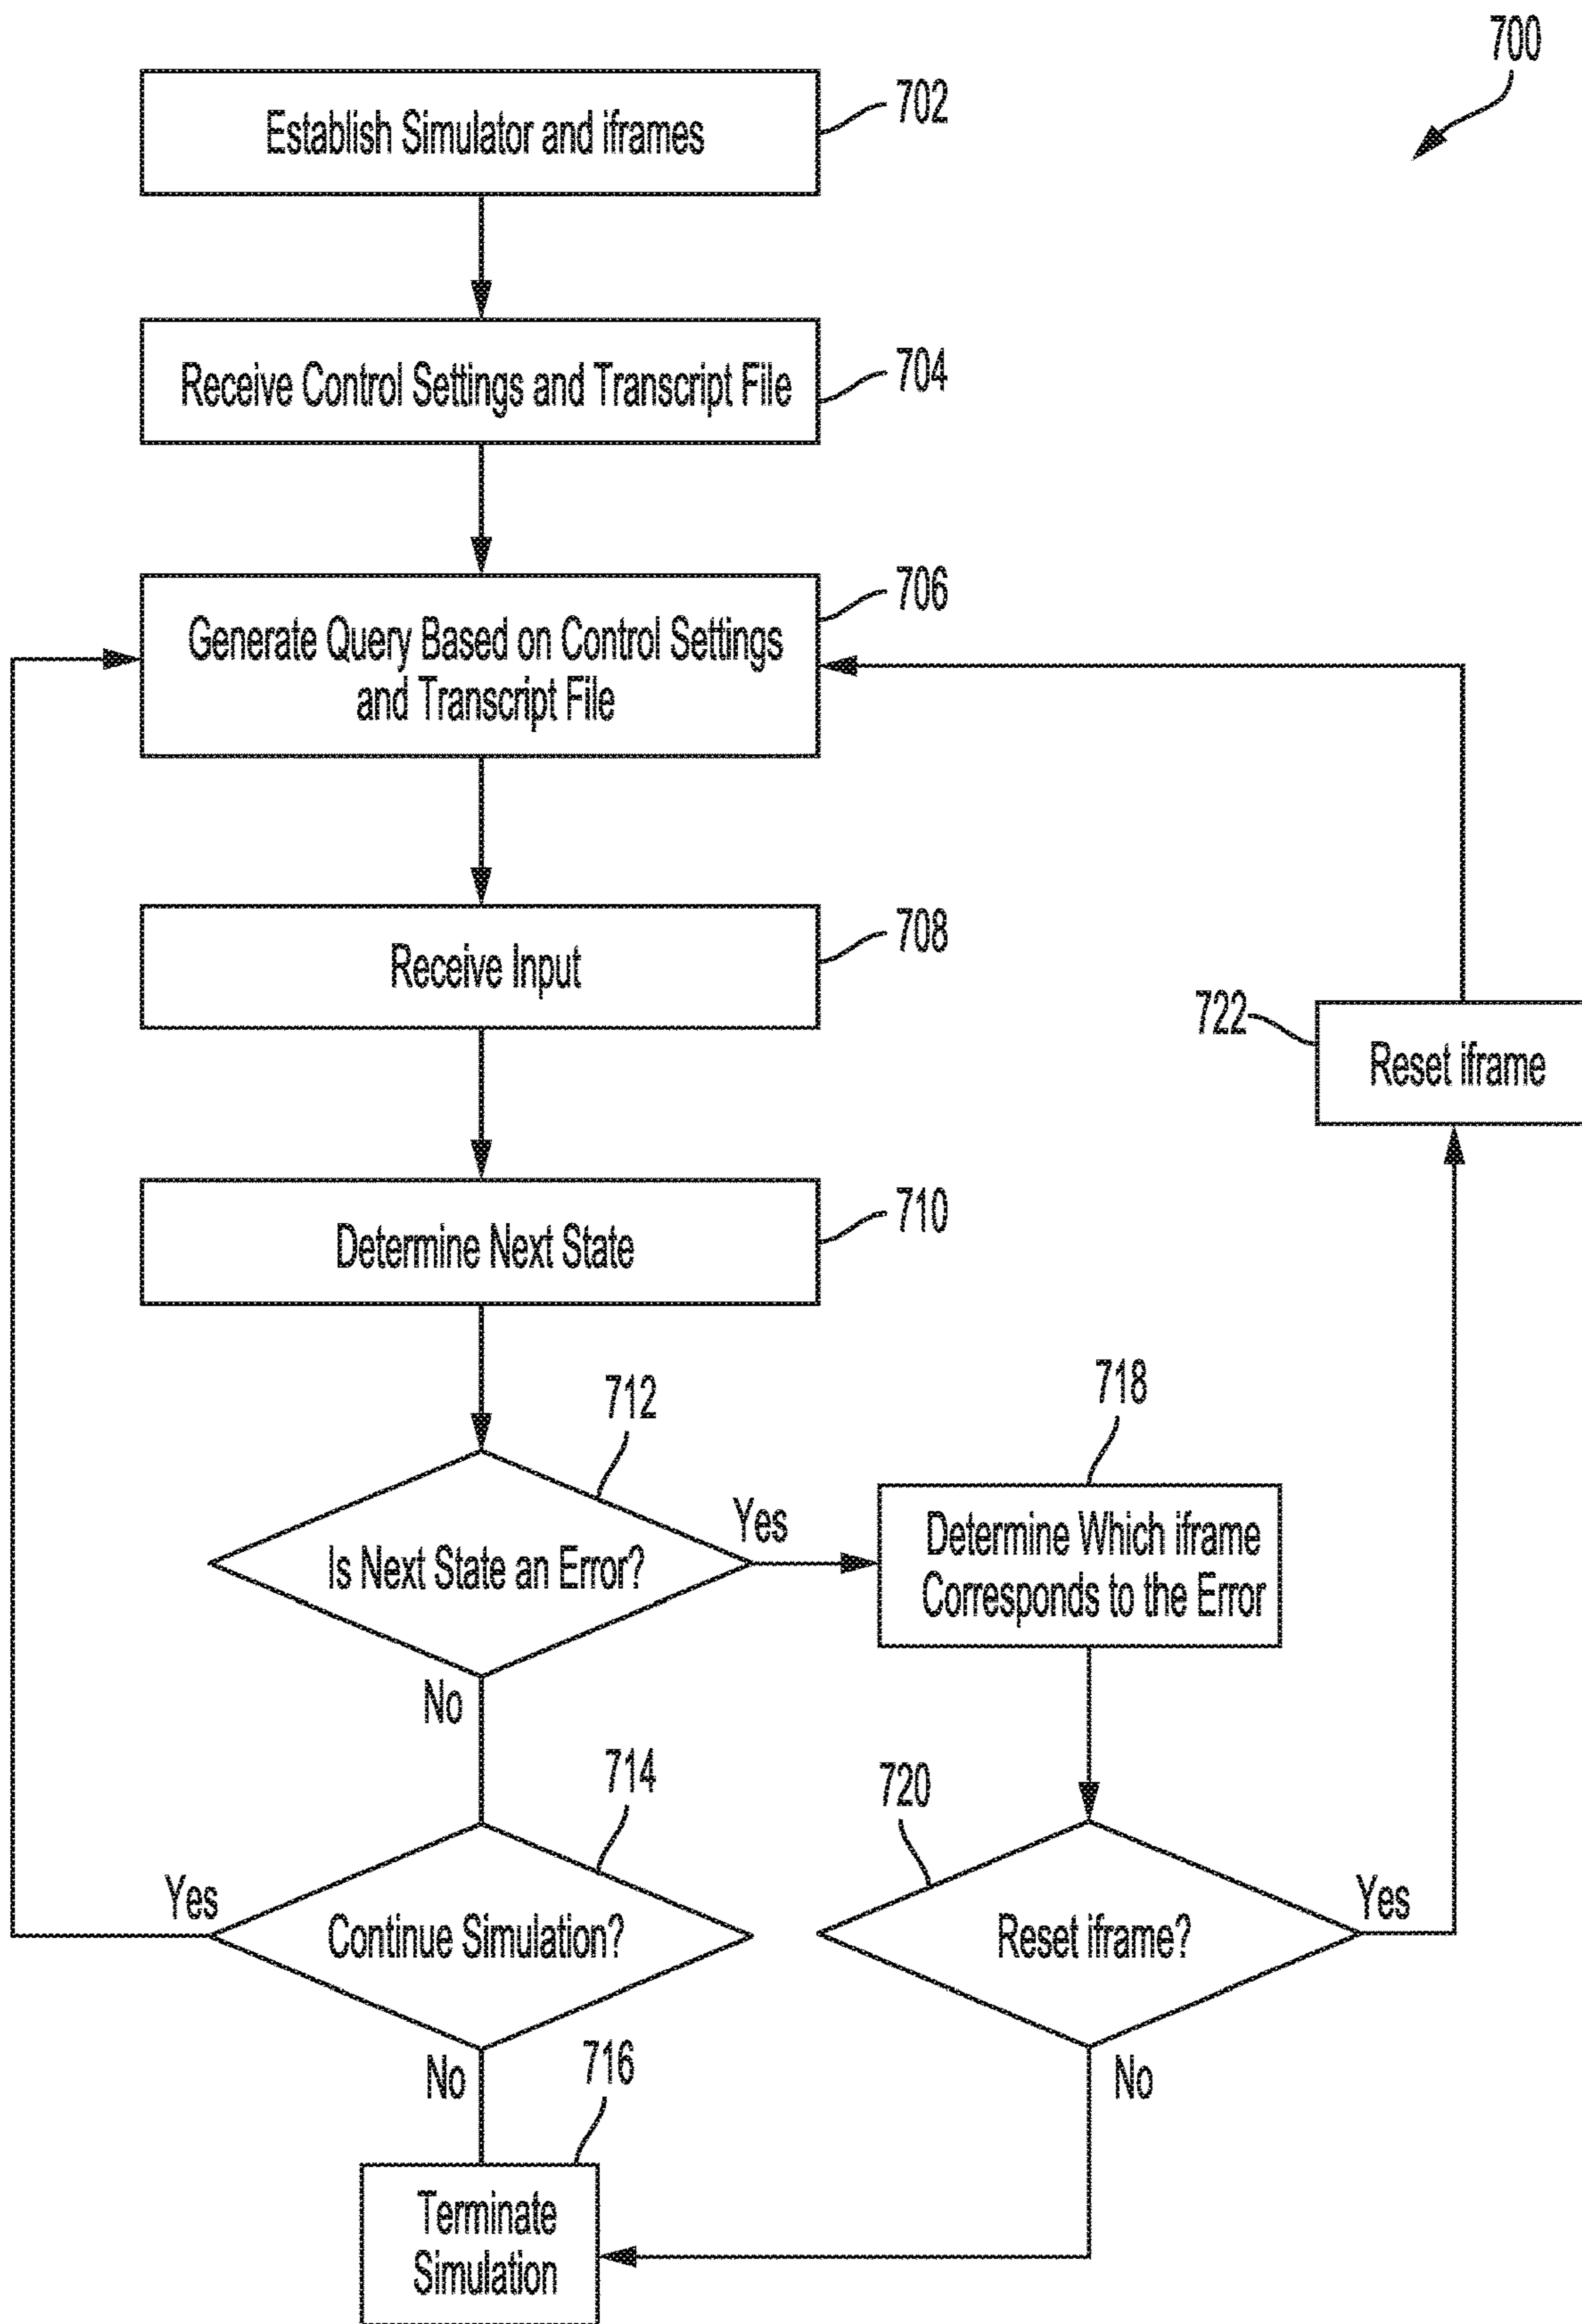 700
Establish Simulator and iframes
702
Receive Control Settings and Transcript File
704
706
Generate Query Based on Control Settings
and Transcript File
Receive Input
708
722
Reset iframe
Determine Next State
710
712
718
Is Next State an Error?
Yes
Determine Which iframe
Corresponds to the Error
No
714
720
Yes
Continue Simulation?
Reset iframe?
Yes
No
716
No
Terminate
Simulation